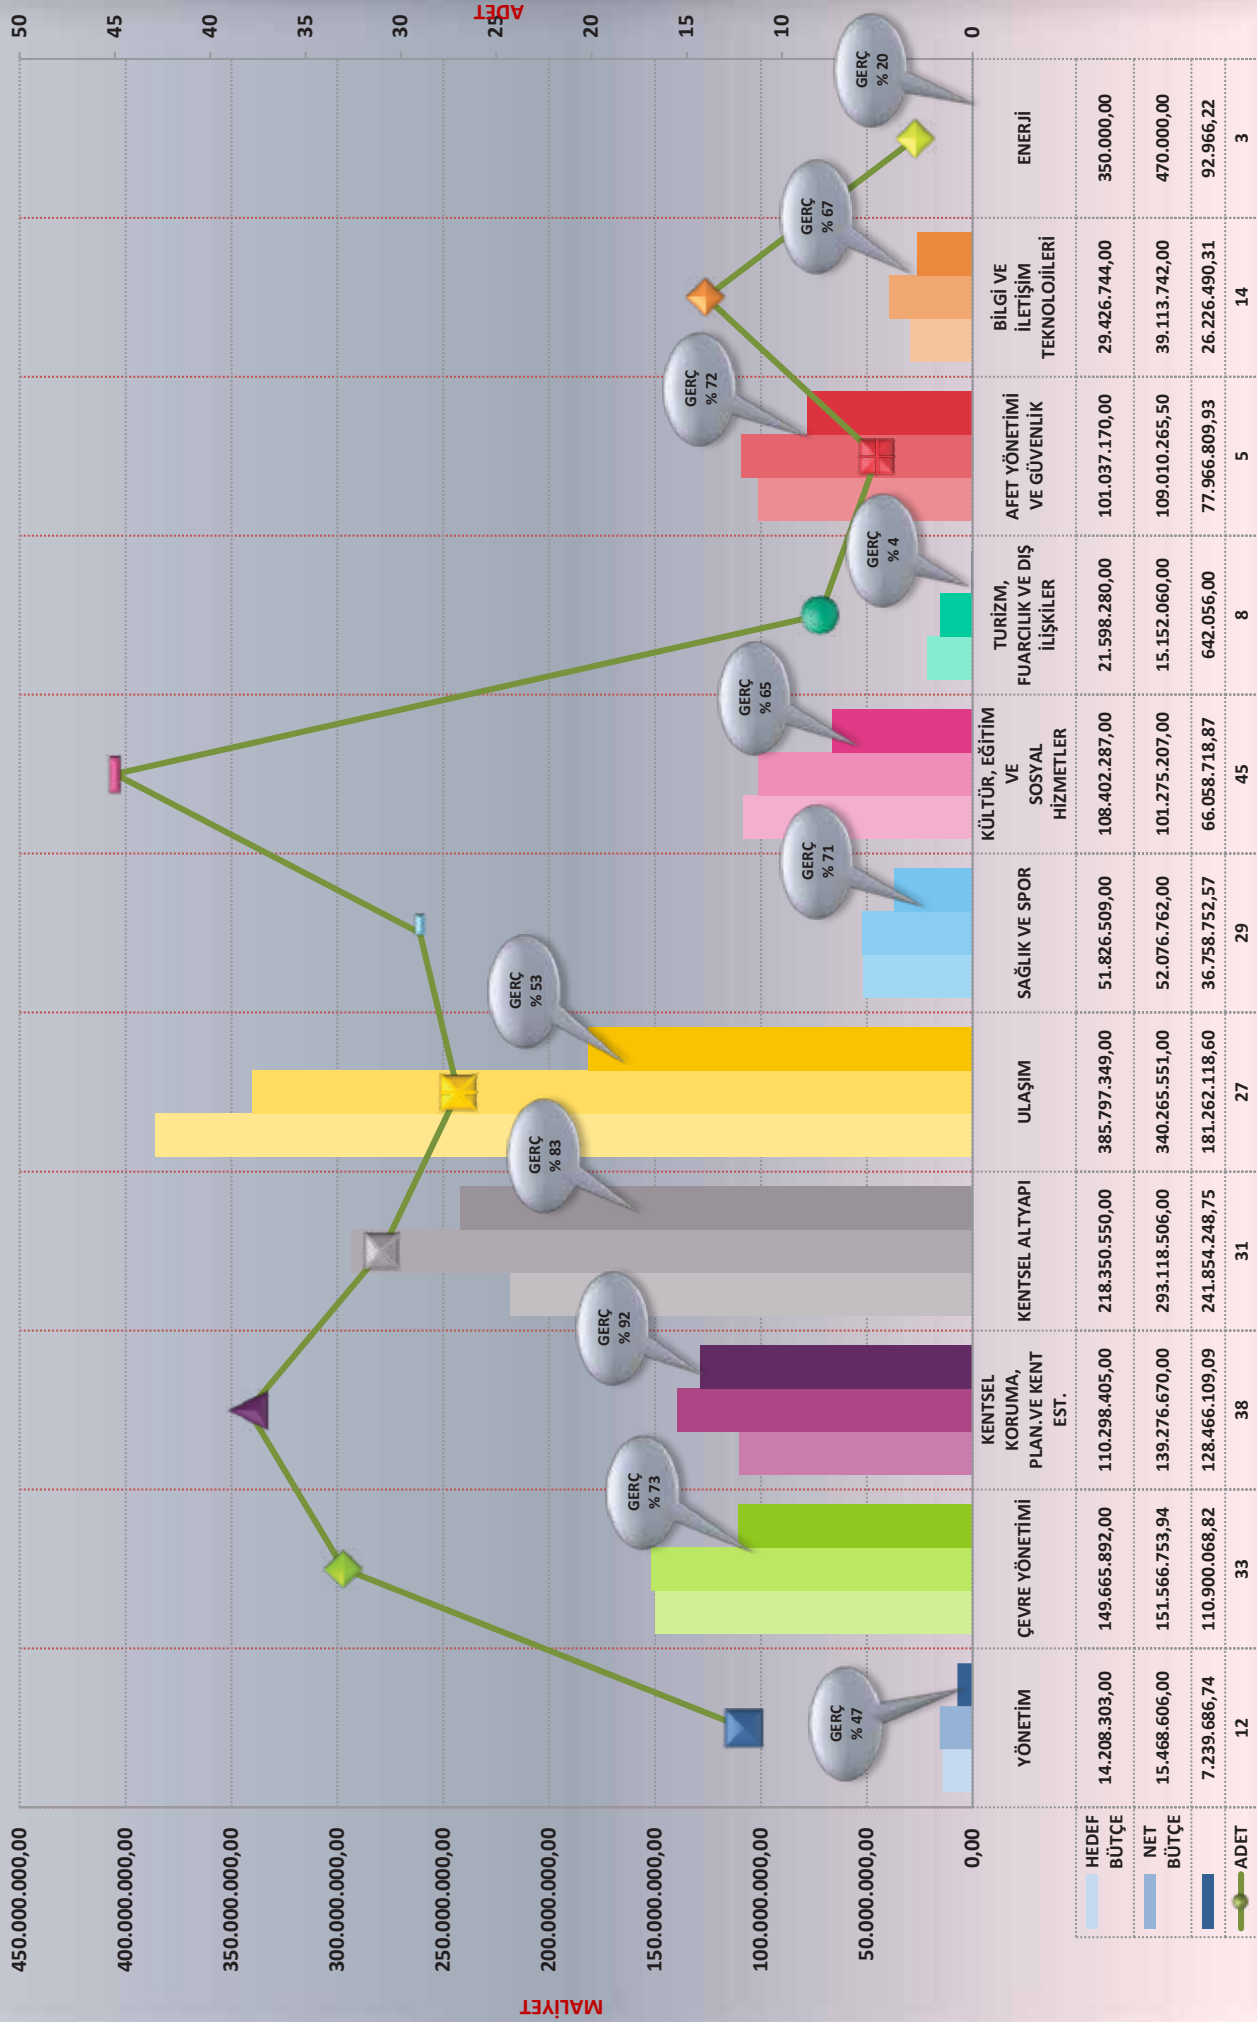 450.000.000,00
400.000.000,00
350.000.000,00
300.000.000,00
250.000.000,00
200.000.000,00
150.000.000,00
100.000.000,00
50.000.000,00
0,00
MALİYET
GERÇ
% 47
GERÇ
% 73
GERÇ
% 92
GERÇ
% 83
GERÇ
% 53
GERÇ
% 71
GERÇ
% 65
GERÇ
% 4
GERÇ
% 72
GERÇ
% 67
GERÇ
% 20
50
45
40
35
30
25
20
15
10
5
0
ADET
YÖNETİM
ÇEVRE YÖNETİMİ
KENTSEL
KORUMA,
PLAN.VE KENT
EST.
KENTSEL ALTYAPI
ULAŞIM
SAĞLIK VE SPOR
KÜLTÜR, EĞİTİM
VE
SOSYAL
HİZMETLER
TURİZM,
FUARCILIK VE DIŞ
İLİŞKİLER
AFET YÖNETİMİ
VE GÜVENLİK
BİLGİ VE
İLETİŞİM
TEKNOLOJİLERİ
ENERJİ
HEDEF
BÜTÇE
14.208.303,00 149.665.892,00 110.298.405,00 218.350.550,00 385.797.349,00 51.826.509,00 108.402.287,00 21.598.280,00 101.037.170,00 29.426.744,00 350.000,00
NET
BÜTÇE
15.468.606,00 151.566.753,94 139.276.670,00 293.118.506,00 340.265.551,00 52.076.762,00 101.275.207,00 15.152.060,00 109.010.265,50 39.113.742,00 470.000,00
7.239.686,74 110.900.068,82 128.466.109,09 241.854.248,75 181.262.118,60 36.758.752,57 66.058.718,87 642.056,00 77.966.809,93 26.226.490,31 92.966,22
ADET 12 33 38 31 27 29 45 8 5 14 3